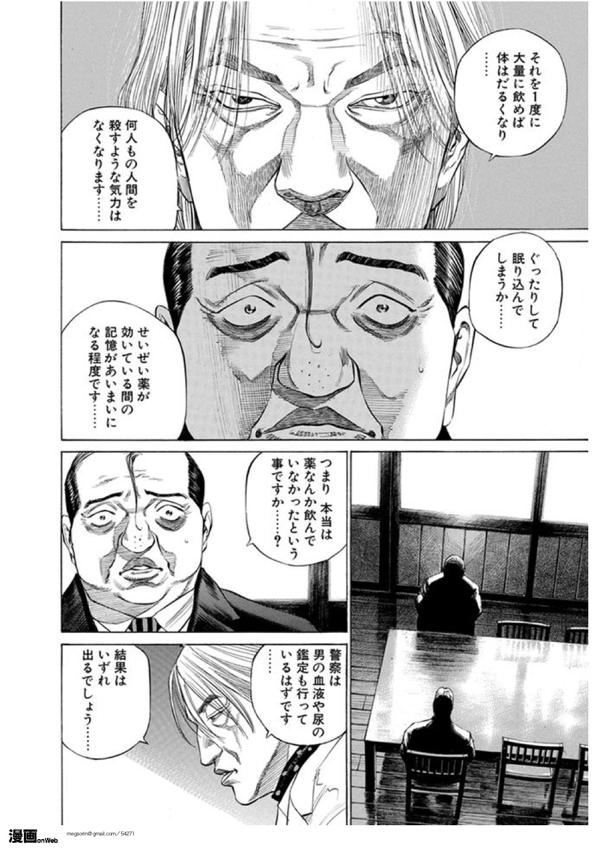 それを1度に
大量に飲めば
体はだるくなり
何人もの人間を
殺すような気力は
なくなります……
ぐったりして
眠り込んで
しまうか……
せいぜい薬が
効いている間の
記憶があいまいに
なる程度です……
つまり 本当は
薬なんか飲んで
いなかったという
事ですか……？
警察は
男の血液や尿の
鑑定も行って
いるはずです
……
結果は
いずれ
出るでしょう……
漫画onWeb
megaorin@gmail.com/54271